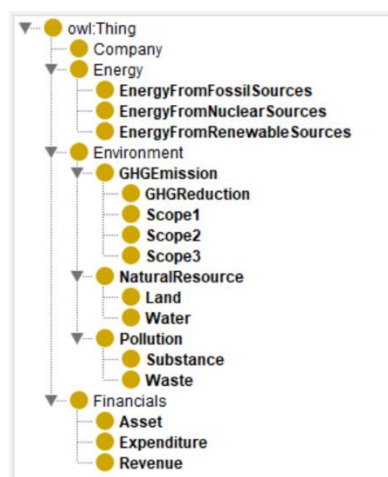 owl:Thing
Company
Energy
EnergyFromFossilSources
EnergyFromNuclearSources
EnergyFromRenewableSources
Environment
GHGEmission
GHGReduction
Scope1
Scope2
Scope3
NaturalResource
Land
Water
Pollution
Substance
Waste
Financials
Asset
Expenditure
Revenue